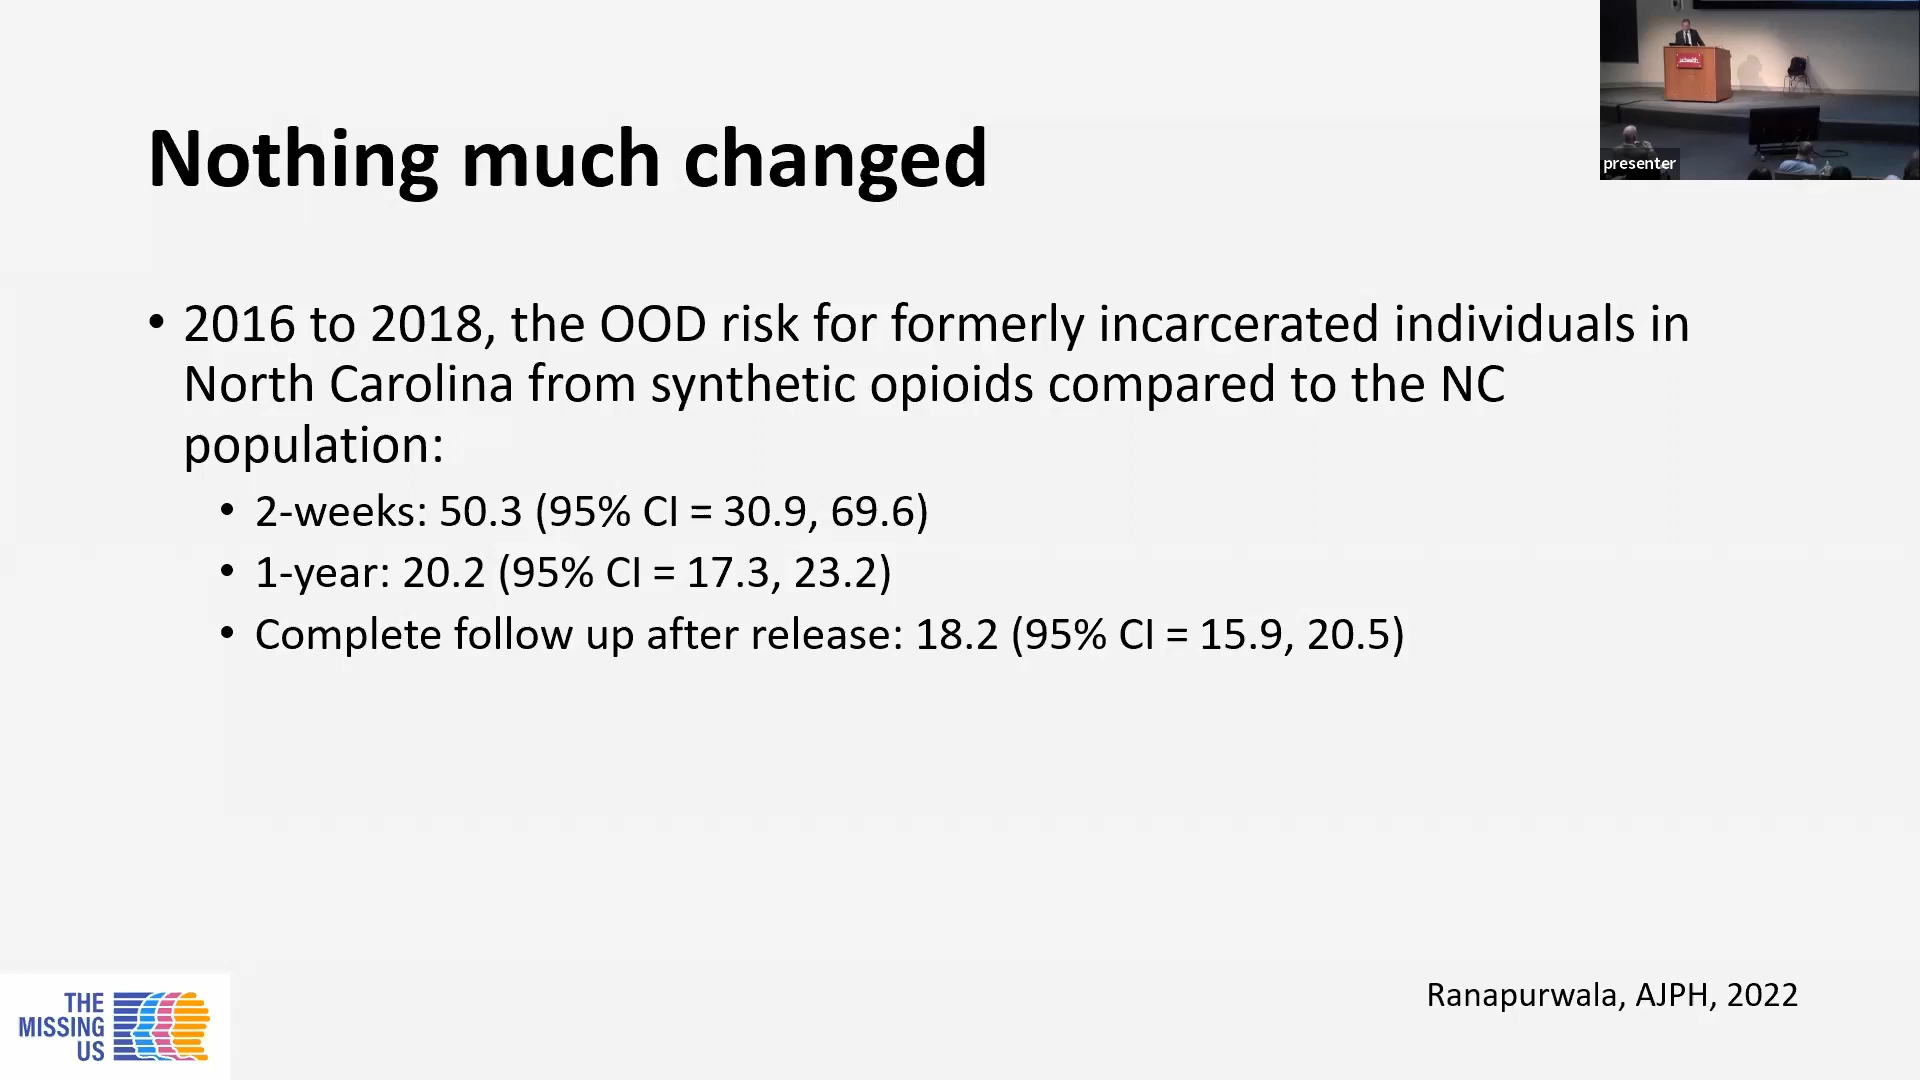 Nothing much changed
presenter
• 2016 to 2018, the OOD risk for formerly incarcerated individuals in
North Carolina from synthetic opioids compared to the NC
population:
• 2-weeks: 50.3 (95% CI = 30.9, 69.6)
• 1-year: 20.2 (95% CI = 17.3, 23.2)
• Complete follow up after release: 18.2 (95% CI = 15.9, 20.5)
Ranapurwala, AJPH, 2022
THE
MISSING
US